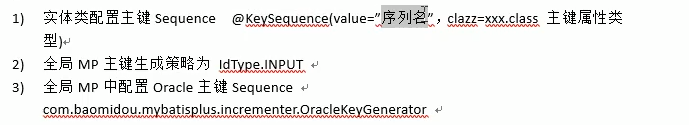 1) 实体类配置主键 Sequence @KeySequence(value="序列名", clazz=xxx.class 主键属性类
型)
2) 全局 MP 主键生成策略为 IdType.INPUT
3) 全局 MP 中配置 Oracle 主键 Sequence
com.baomidou.mybatisplus.incrementer.OracleKeyGenerator